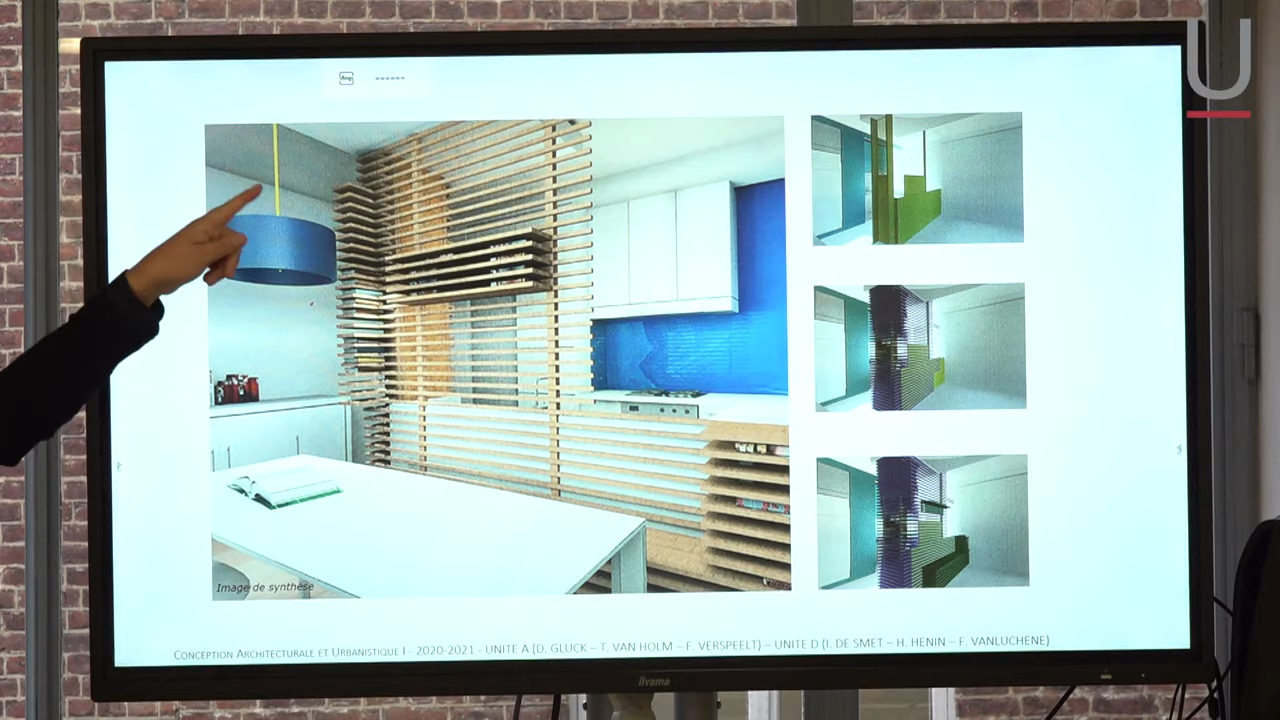 U
Image de synthèse
CONCEPTION ARCHITECTURALE ET URBANISTIQUE I - 2020-2021 - UNITE A (D. GLUCK – T. VAN HOLM – F. VERSPEELT) – UNITE D (I. DE SMET – H. HENIN – F. VANLUCHENE)
iiyama